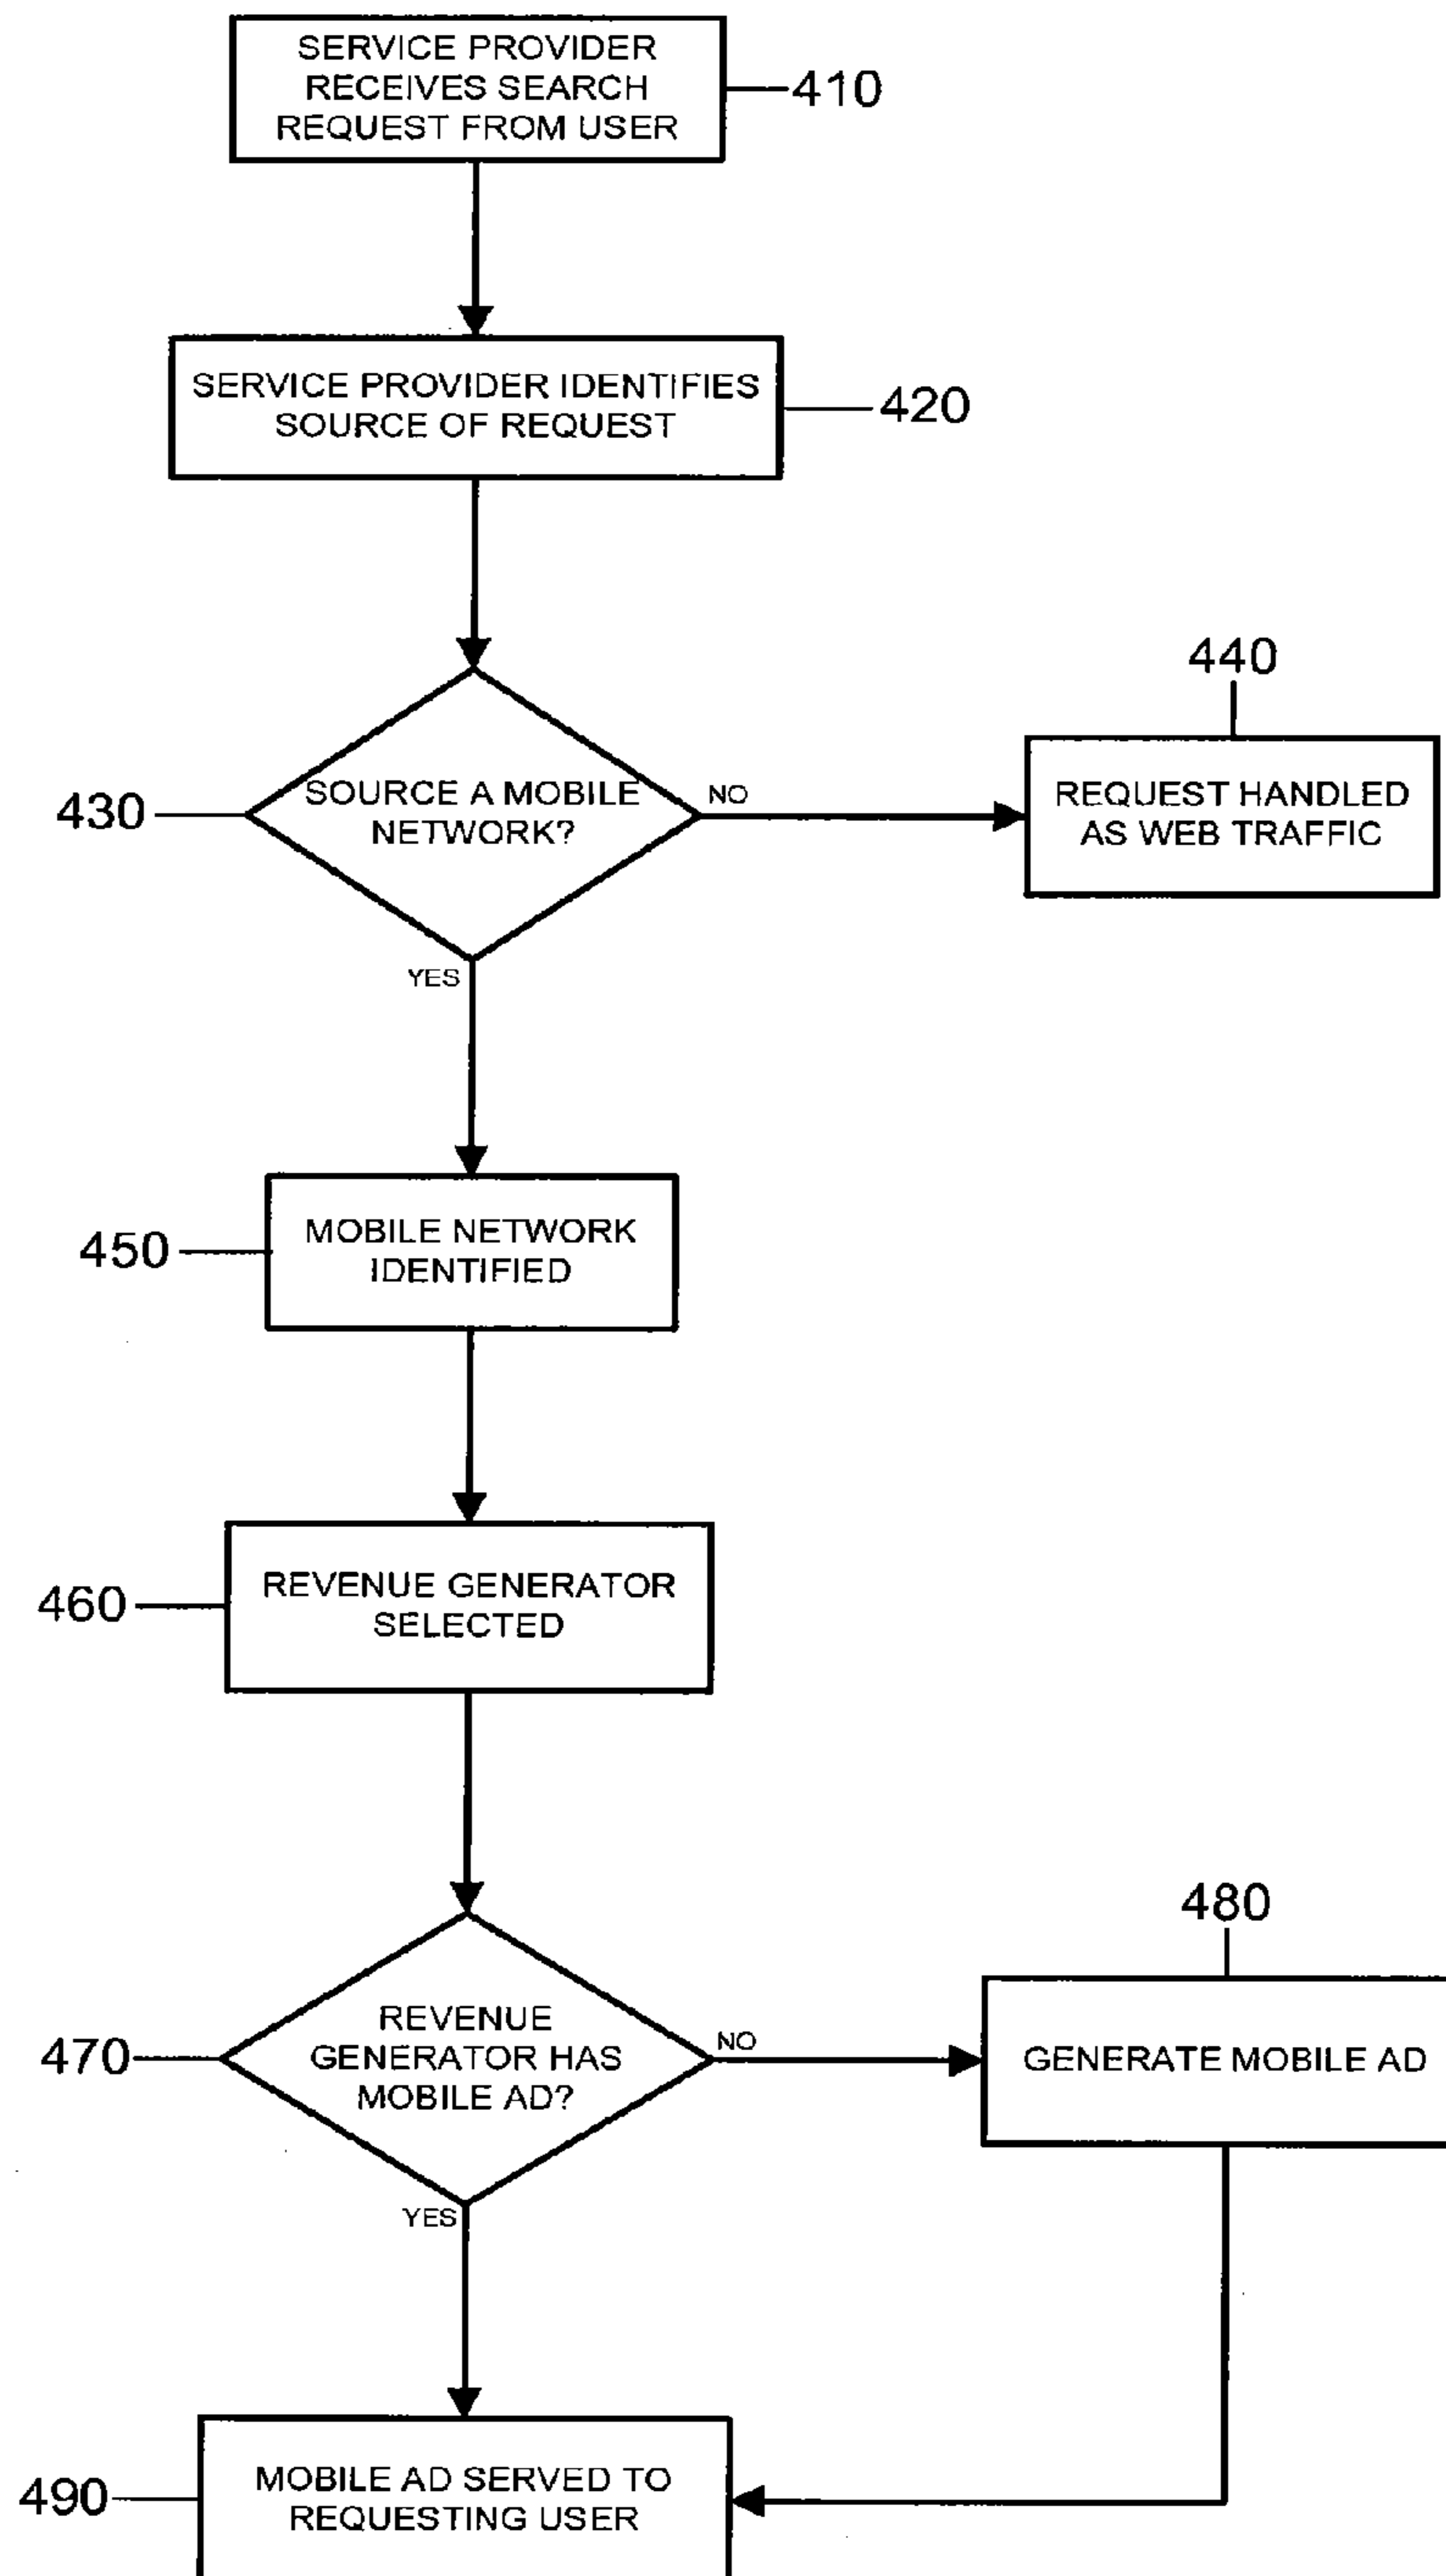 SERVICE PROVIDER
RECEIVES SEARCH
REQUEST FROM USER
410
SERVICE PROVIDER IDENTIFIES
SOURCE OF REQUEST
420
440
430
SOURCE A MOBILE
NETWORK?
NO
REQUEST HANDLED
AS WEB TRAFFIC
YES
450
MOBILE NETWORK
IDENTIFIED
460
REVENUE GENERATOR
SELECTED
480
470
REVENUE
GENERATOR HAS
MOBILE AD?
NO
GENERATE MOBILE AD
YES
490
MOBILE AD SERVED TO
REQUESTING USER